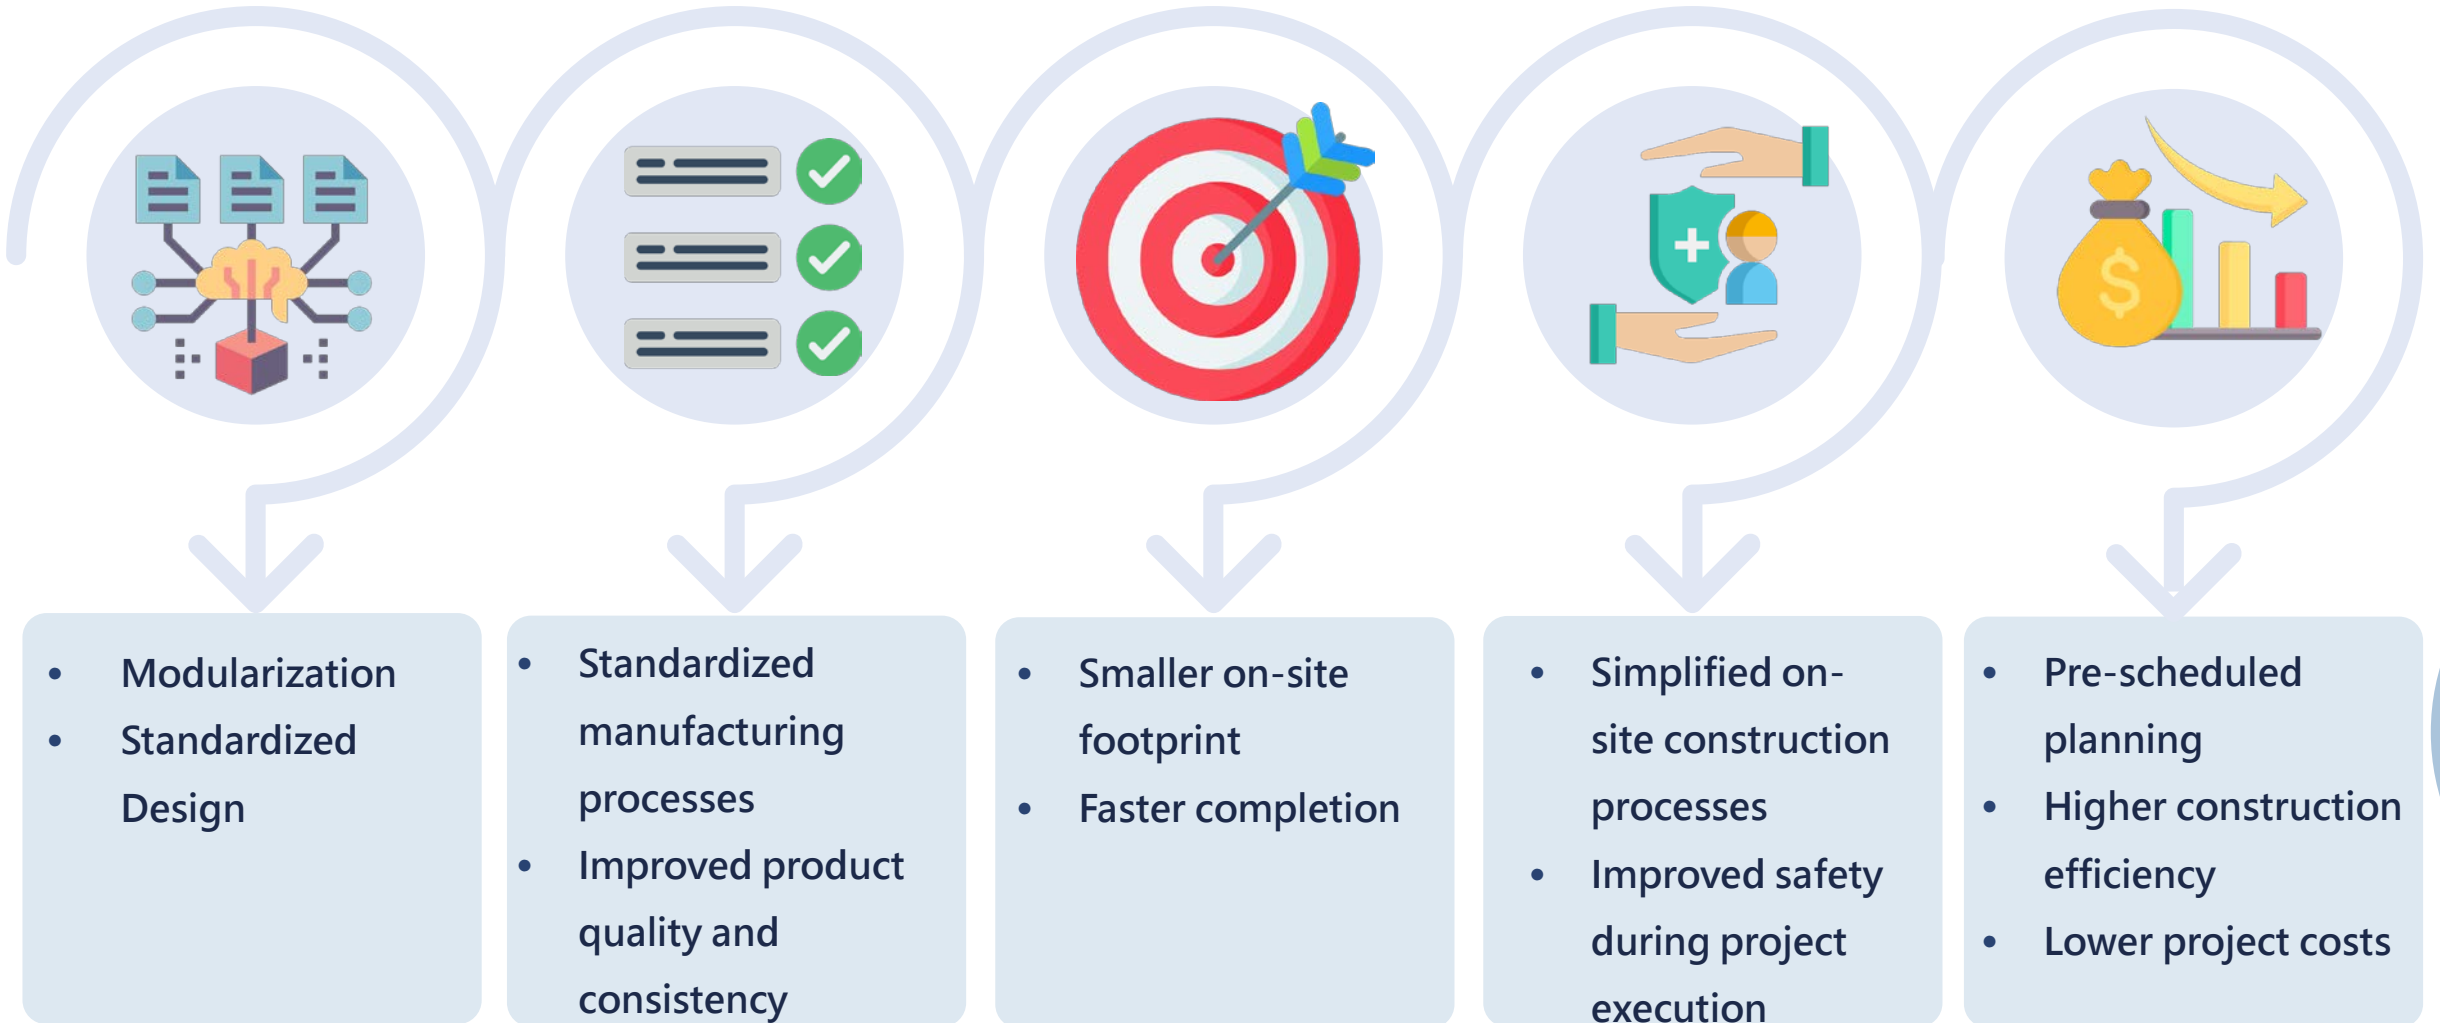 • Modularization
• Standardized
Design
• Standardized
manufacturing
processes
• Improved product
quality and
consistency
• Smaller on-site
footprint
• Faster completion
• Simplified on-
site construction
processes
• Improved safety
during project
execution
• Pre-scheduled
planning
• Higher construction
efficiency
• Lower project costs
$